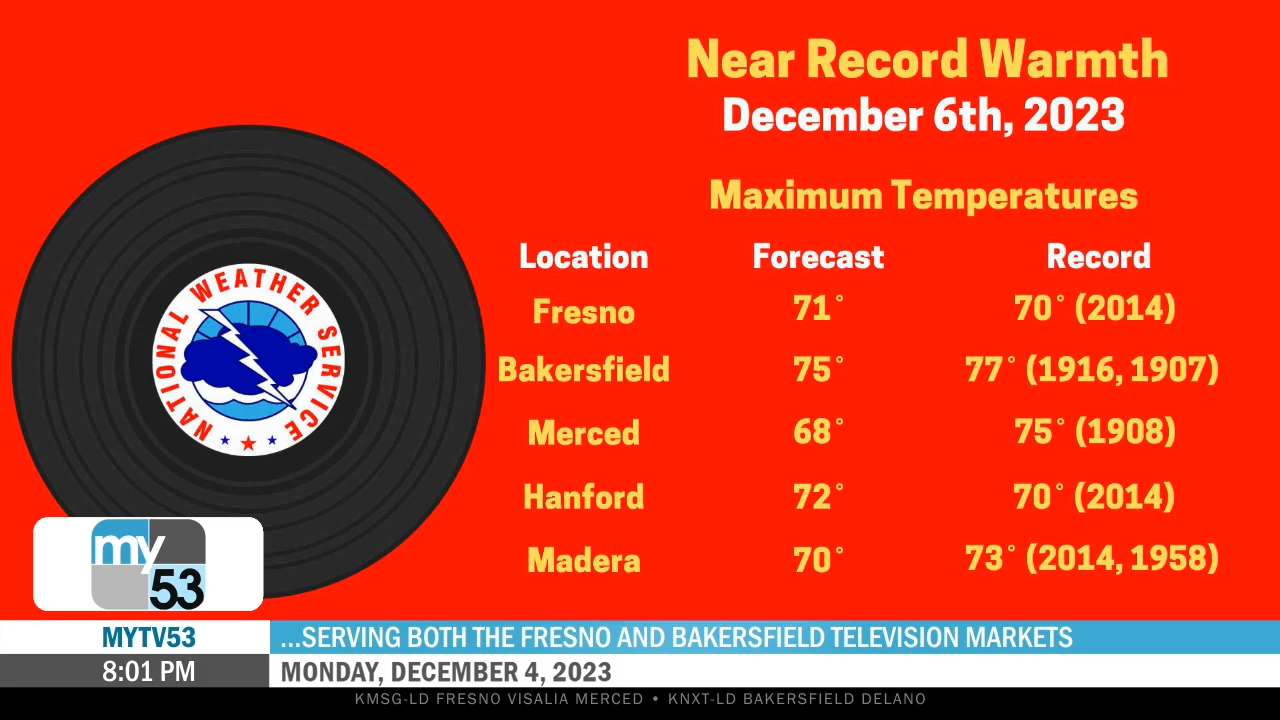 Near Record Warmth
December 6th, 2023
Maximum Temperatures
Location Forecast Record
Fresno 71° 70° (2014)
Bakersfield 75° 77° (1916, 1907)
Merced 68° 75° (1908)
Hanford 72° 70° (2014)
Madera 70° 73° (2014, 1958)
NATIONAL WEATHER SERVICE
my
53
MYTV53 ...SERVING BOTH THE FRESNO AND BAKERSFIELD TELEVISION MARKETS
8:01 PM MONDAY, DECEMBER 4, 2023
KMSG-LD FRESNO VISALIA MERCED • KNXT-LD BAKERSFIELD DELANO